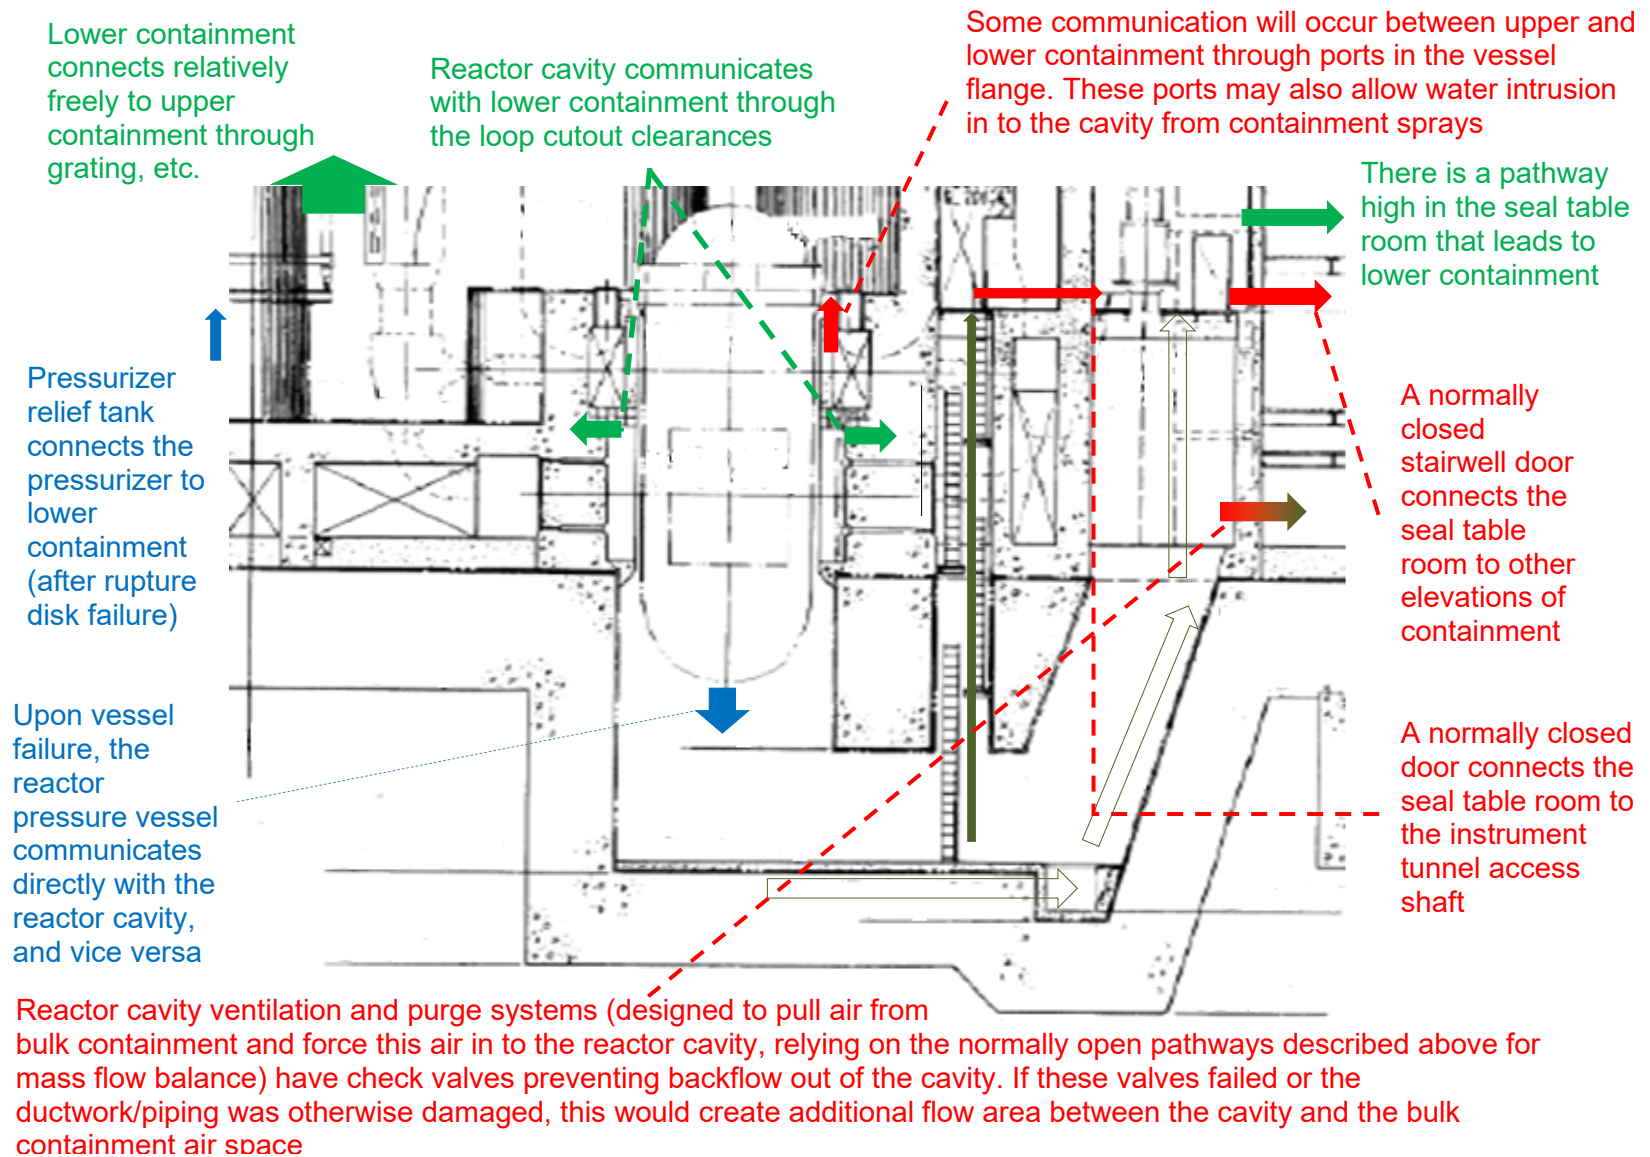 Lower containment
connects relatively
freely to upper
containment through
grating, etc.
Reactor cavity communicates
with lower containment through
the loop cutout clearances
Some communication will occur between upper and
lower containment through ports in the vessel
flange. These ports may also allow water intrusion
in to the cavity from containment sprays
There is a pathway
high in the seal table
room that leads to
lower containment
Pressurizer
relief tank
connects the
pressurizer to
lower
containment
(after rupture
disk failure)
A normally
closed
stairwell door
connects the
seal table
room to other
elevations of
containment
Upon vessel
failure, the
reactor
pressure vessel
communicates
directly with the
reactor cavity,
and vice versa
A normally closed
door connects the
seal table room to
the instrument
tunnel access
shaft
Reactor cavity ventilation and purge systems (designed to pull air from
bulk containment and force this air in to the reactor cavity, relying on the normally open pathways described above for
mass flow balance) have check valves preventing backflow out of the cavity. If these valves failed or the
ductwork/piping was otherwise damaged, this would create additional flow area between the cavity and the bulk
containment air space